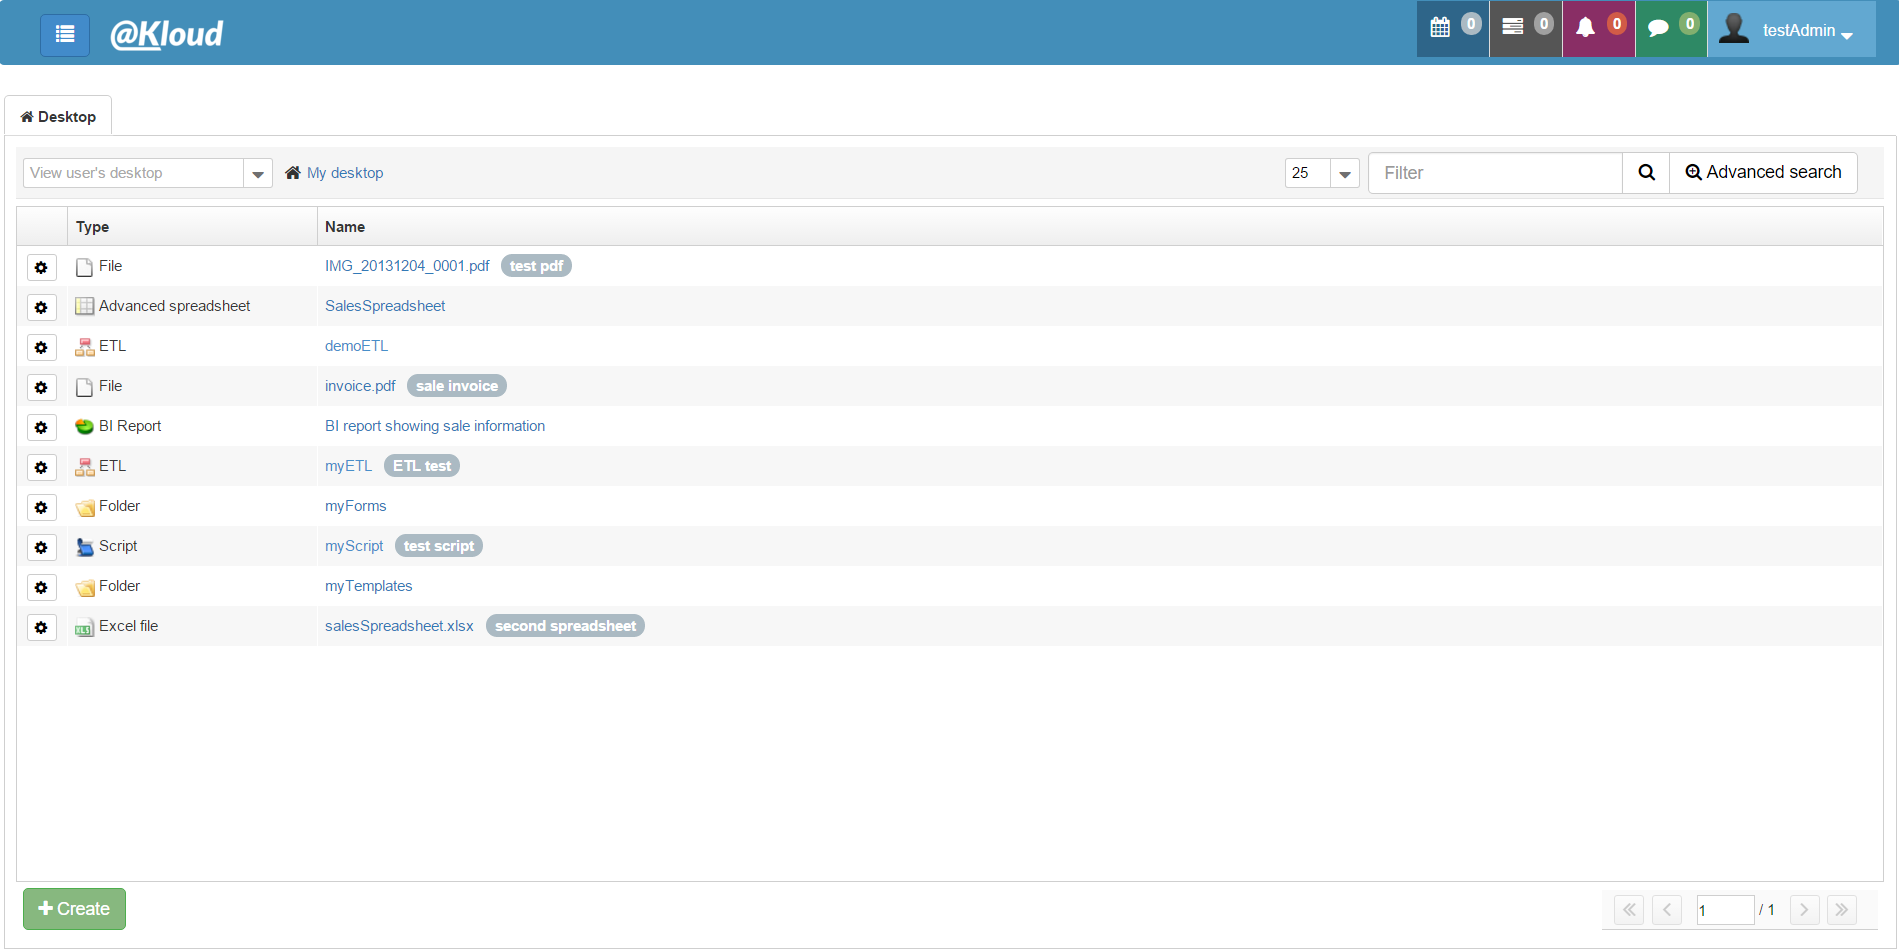 @Kloud 0 0 0 0 testAdmin
Desktop
View user's desktop My desktop 25 Filter Advanced search
Type Name
File IMG_20131204_0001.pdf test pdf
Advanced spreadsheet SalesSpreadsheet
ETL demoETL
File invoice.pdf sale invoice
BI Report BI report showing sale information
ETL myETL ETL test
Folder myForms
Script myScript test script
Folder myTemplates
Excel file salesSpreadsheet.xlsx second spreadsheet
Create 1 / 1